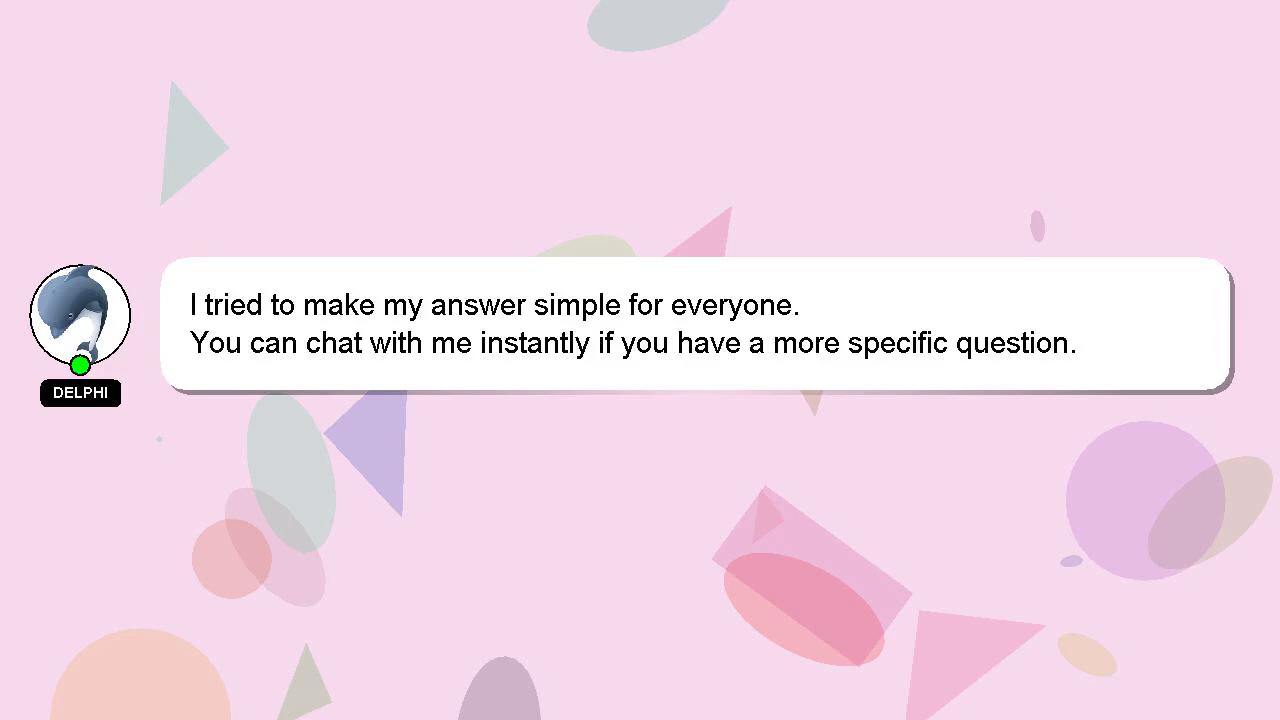 I tried to make my answer simple for everyone.
You can chat with me instantly if you have a more specific question.
DELPHI